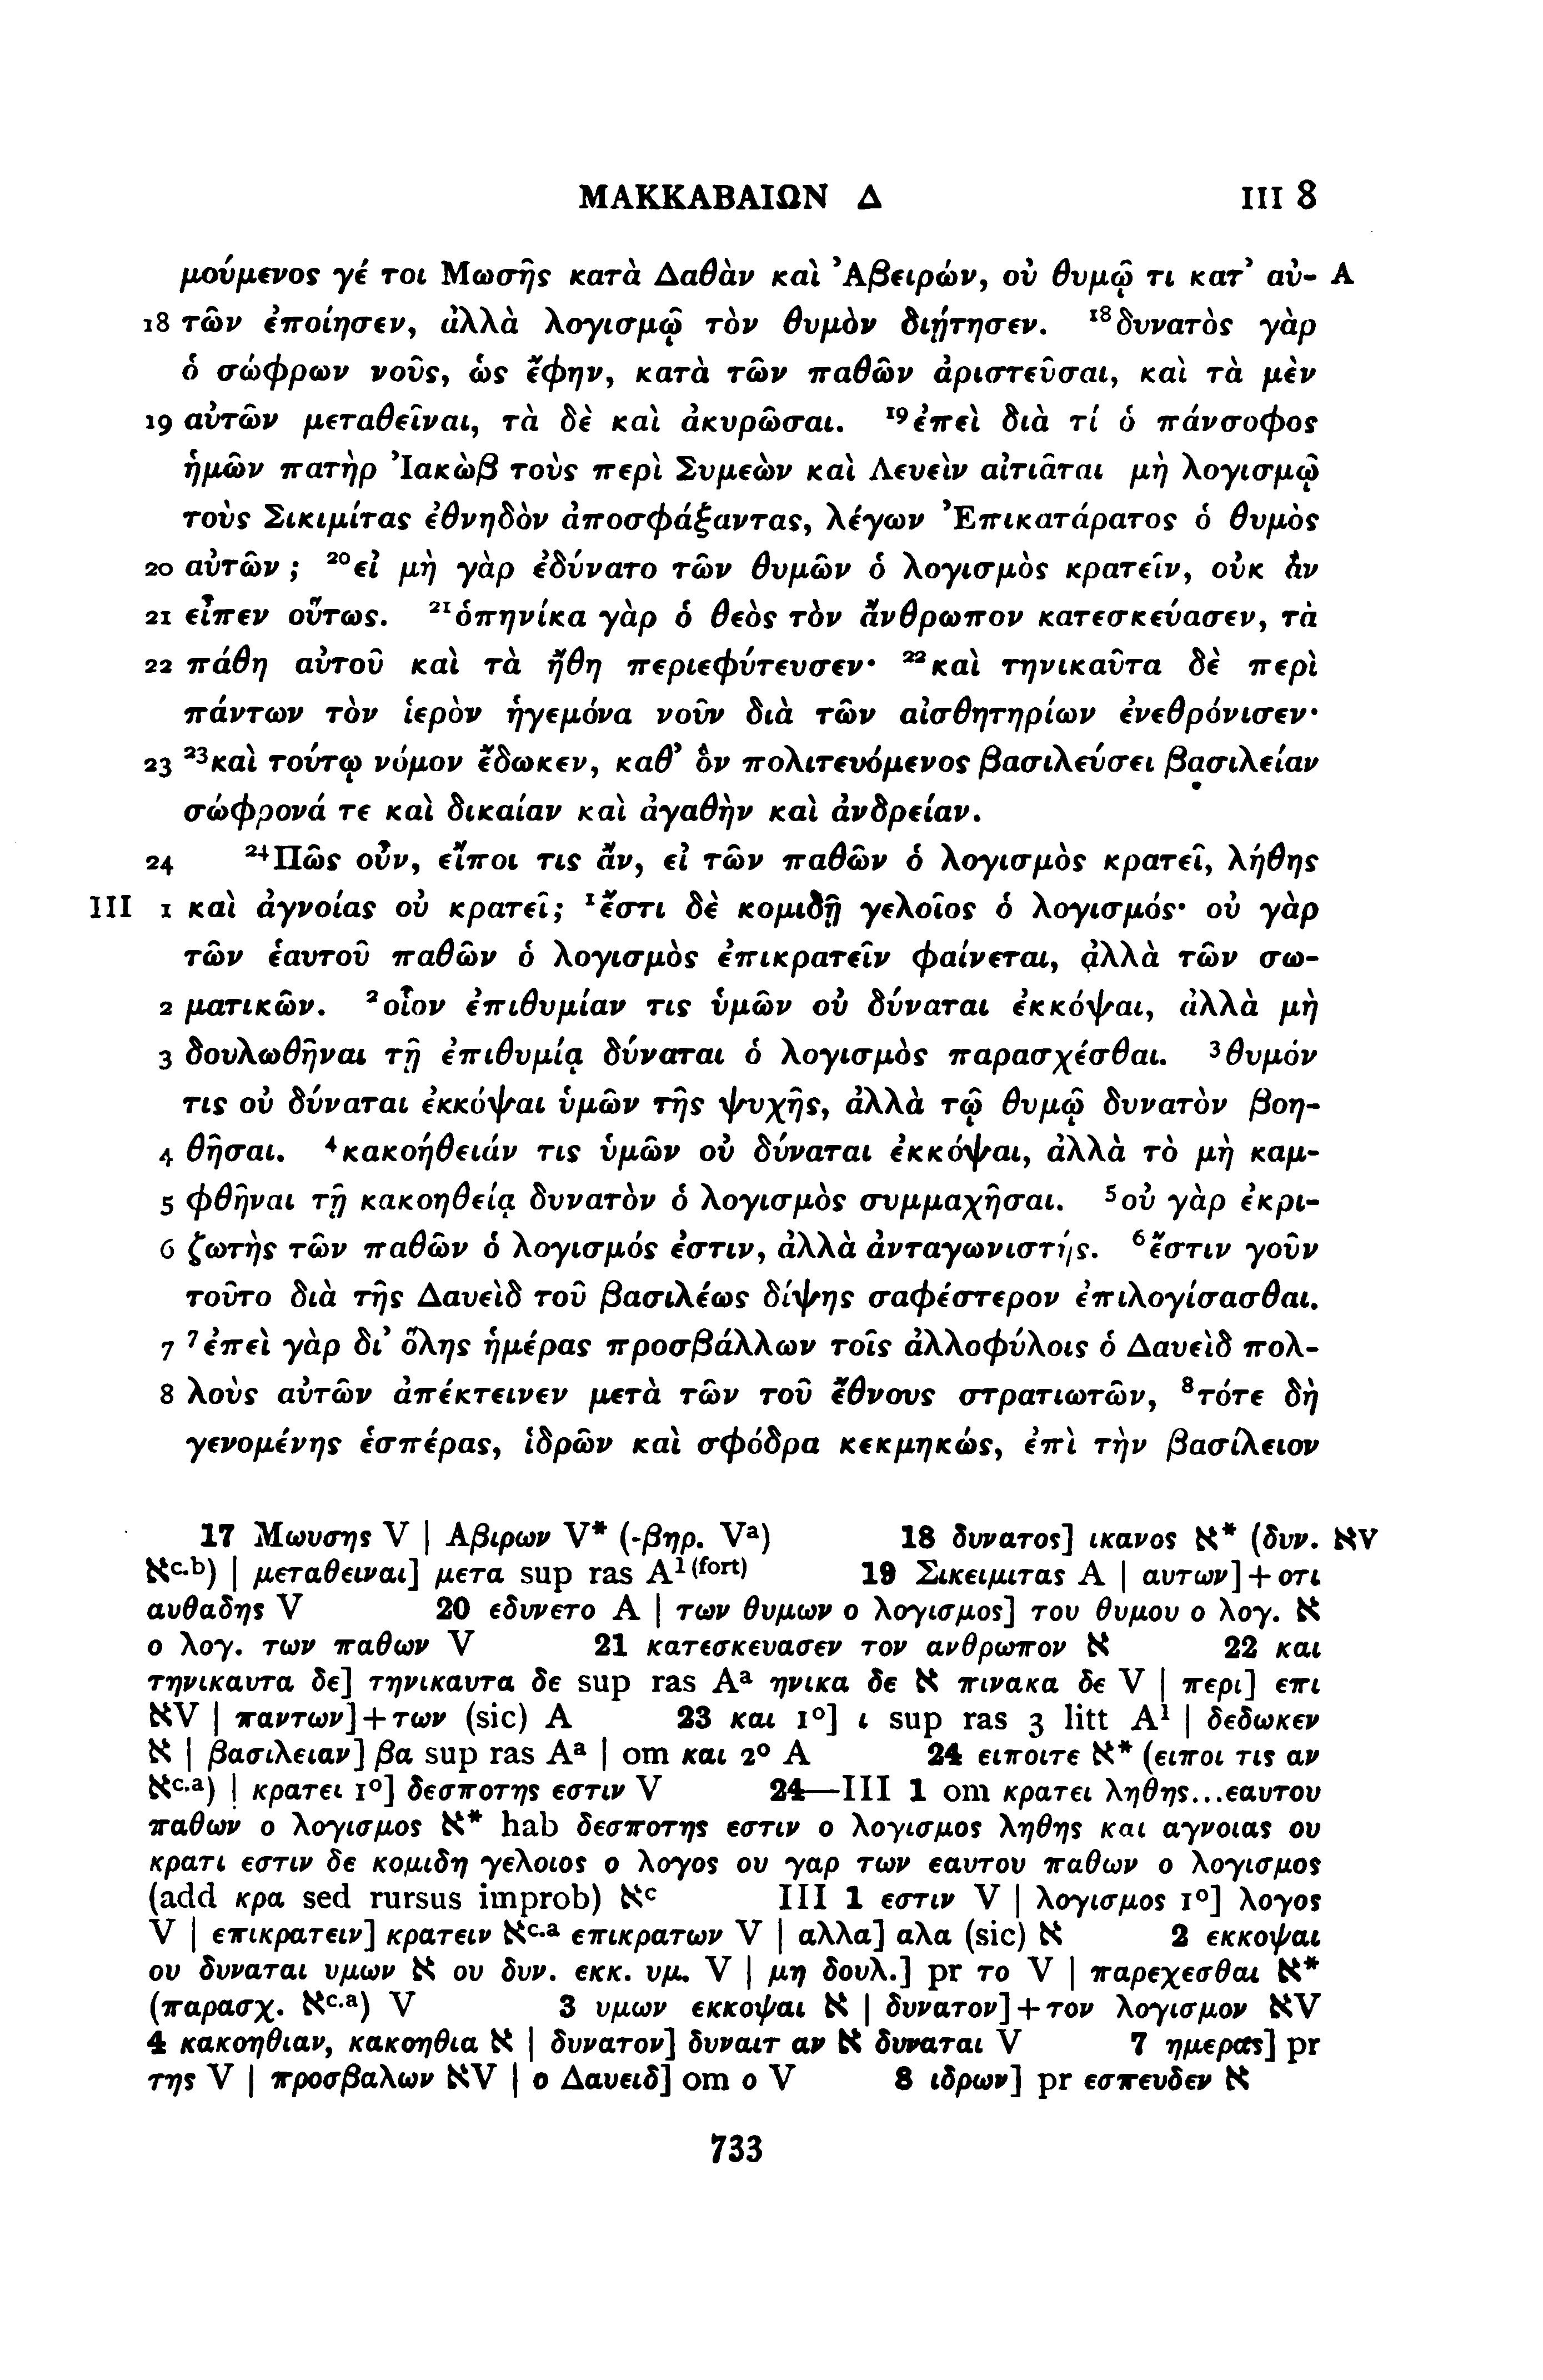 ΜΑΚΚΑΒΑΙΩΝ Δ III 8
μούμενος γέ τοι Μωσῆς κατὰ Δαθὰν καὶ Ἀβειρών, οὐ θυμῷ τι κατ’ αὐ- A
18 τῶν ἐποίησεν, ἀλλὰ λογισμῷ τὸν θυμὸν διῄτησεν. ¹⁸δυνατὸς γὰρ
ὁ σώφρων νοῦς, ὡς ἔφην, κατὰ τῶν παθῶν ἀριστεῦσαι, καὶ τὰ μὲν
19 αὐτῶν μεταθεῖναι, τὰ δὲ καὶ ἀκυρῶσαι. ¹⁹ἐπεὶ διὰ τί ὁ πάνσοφος
ἡμῶν πατὴρ Ἰακὼβ τοὺς περὶ Συμεὼν καὶ Λευεὶν αἰτιᾶται μὴ λογισμῷ
τοὺς Σικιμίτας ἐθνηδὸν ἀποσφάξαντας, λέγων Ἐπικατάρατος ὁ θυμὸς
20 αὐτῶν ; ²⁰εἰ μὴ γὰρ ἐδύνατο τῶν θυμῶν ὁ λογισμὸς κρατεῖν, οὐκ ἂν
21 εἶπεν οὕτως. ²¹ὁπηνίκα γὰρ ὁ θεὸς τὸν ἄνθρωπον κατεσκεύασεν, τὰ
22 πάθη αὐτοῦ καὶ τὰ ἤθη περιεφύτευσεν· ²²καὶ τηνικαῦτα δὲ περὶ
πάντων τὸν ἱερὸν ἡγεμόνα νοῦν διὰ τῶν αἰσθητηρίων ἐνεθρόνισεν·
23 ²³καὶ τούτῳ νόμον ἔδωκεν, καθ’ ὃν πολιτευόμενος βασιλεύσει βασιλείαν
σώφρονά τε καὶ δικαίαν καὶ ἀγαθὴν καὶ ἀνδρείαν.
24 ²⁴Πῶς οὖν, εἴποι τις ἄν, εἰ τῶν παθῶν ὁ λογισμὸς κρατεῖ, λήθης
III 1 καὶ ἀγνοίας οὐ κρατεῖ; ¹ἔστι δὲ κομιδῇ γελοῖος ὁ λογισμός· οὐ γὰρ
τῶν ἑαυτοῦ παθῶν ὁ λογισμὸς ἐπικρατεῖν φαίνεται, ἀλλὰ τῶν σω-
2 ματικῶν. ²οἷον ἐπιθυμίαν τις ὑμῶν οὐ δύναται ἐκκόψαι, ἀλλὰ μὴ
3 δουλωθῆναι τῇ ἐπιθυμίᾳ δύναται ὁ λογισμὸς παρασχέσθαι. ³θυμόν
τις οὐ δύναται ἐκκόψαι ὑμῶν τῆς ψυχῆς, ἀλλὰ τῷ θυμῷ δυνατὸν βοη-
4 θῆσαι. ⁴κακοήθειάν τις ὑμῶν οὐ δύναται ἐκκόψαι, ἀλλὰ τὸ μὴ καμ-
5 φθῆναι τῇ κακοηθείᾳ δυνατὸν ὁ λογισμὸς συμμαχῆσαι. ⁵οὐ γὰρ ἐκρι-
6 ζωτὴς τῶν παθῶν ὁ λογισμός ἐστιν, ἀλλὰ ἀνταγωνιστής. ⁶ἔστιν γοῦν
τοῦτο διὰ τῆς Δαυεὶδ τοῦ βασιλέως δίψης σαφέστερον ἐπιλογίσασθαι.
7 ⁷ἐπεὶ γὰρ δι’ ὅλης ἡμέρας προσβάλλων τοῖς ἀλλοφύλοις ὁ Δαυεὶδ πολ-
8 λοὺς αὐτῶν ἀπέκτεινεν μετὰ τῶν τοῦ ἔθνους στρατιωτῶν, ⁸τότε δὴ
γενομένης ἑσπέρας, ἱδρῶν καὶ σφόδρα κεκμηκώς, ἐπὶ τὴν βασίλειον
17 Μωυσης V | Αβιρων V* (-βηρ. Vᵃ) 18 δυνατος] ικανος ℵ* (δυν. ℵV
ℵᶜ·ᵇ) | μεταθειναι] μετα sup ras A¹⁽ᶠᵒʳᵗ⁾ 19 Σικειμιτας A | αυτων]+οτι
αυθαδης V 20 εδυνετο A | των θυμων ο λογισμος] του θυμου ο λογ. ℵ
ο λογ. των παθων V 21 κατεσκευασεν τον ανθρωπον ℵ 22 και
τηνικαυτα δε] τηνικαυτα δε sup ras Aᵃ ηνικα δε ℵ πινακα δε V | περι] επι
ℵV | παντων]+των (sic) A 23 και 1º] ι sup ras 3 litt A¹ | δεδωκεν
ℵ | βασιλειαν] βα sup ras Aᵃ | om και 2º A 24 ειποιτε ℵ* (ειποι τις αν
ℵᶜ·ᵃ) | κρατει 1º] δεσποτης εστιν V 24—III 1 om κρατει ληθης...εαυτου
παθων ο λογισμος ℵ* hab δεσποτης εστιν ο λογισμος ληθης και αγνοιας ου
κρατι εστιν δε κομιδη γελοιος ο λογος ου γαρ των εαυτου παθων ο λογισμος
(add κρα sed rursus improb) ℵᶜ III 1 εστιν V | λογισμος 1º] λογος
V | επικρατειν] κρατειν ℵᶜ·ᵃ επικρατων V | αλλα] αλα (sic) ℵ 2 εκκοψαι
ου δυναται υμων ℵ ου δυν. εκκ. υμ. V | μη δουλ.] pr το V | παρεχεσθαι ℵ*
(παρασχ. ℵᶜ·ᵃ) V 3 υμων εκκοψαι ℵ | δυνατον]+τον λογισμον ℵV
4 κακοηθιαν, κακοηθια ℵ | δυνατον] δυναιτ αν ℵ δυναται V 7 ημερας] pr
της V | προσβαλων ℵV | ο Δαυειδ] om ο V 8 ιδρων] pr εσπευδεν ℵ
733